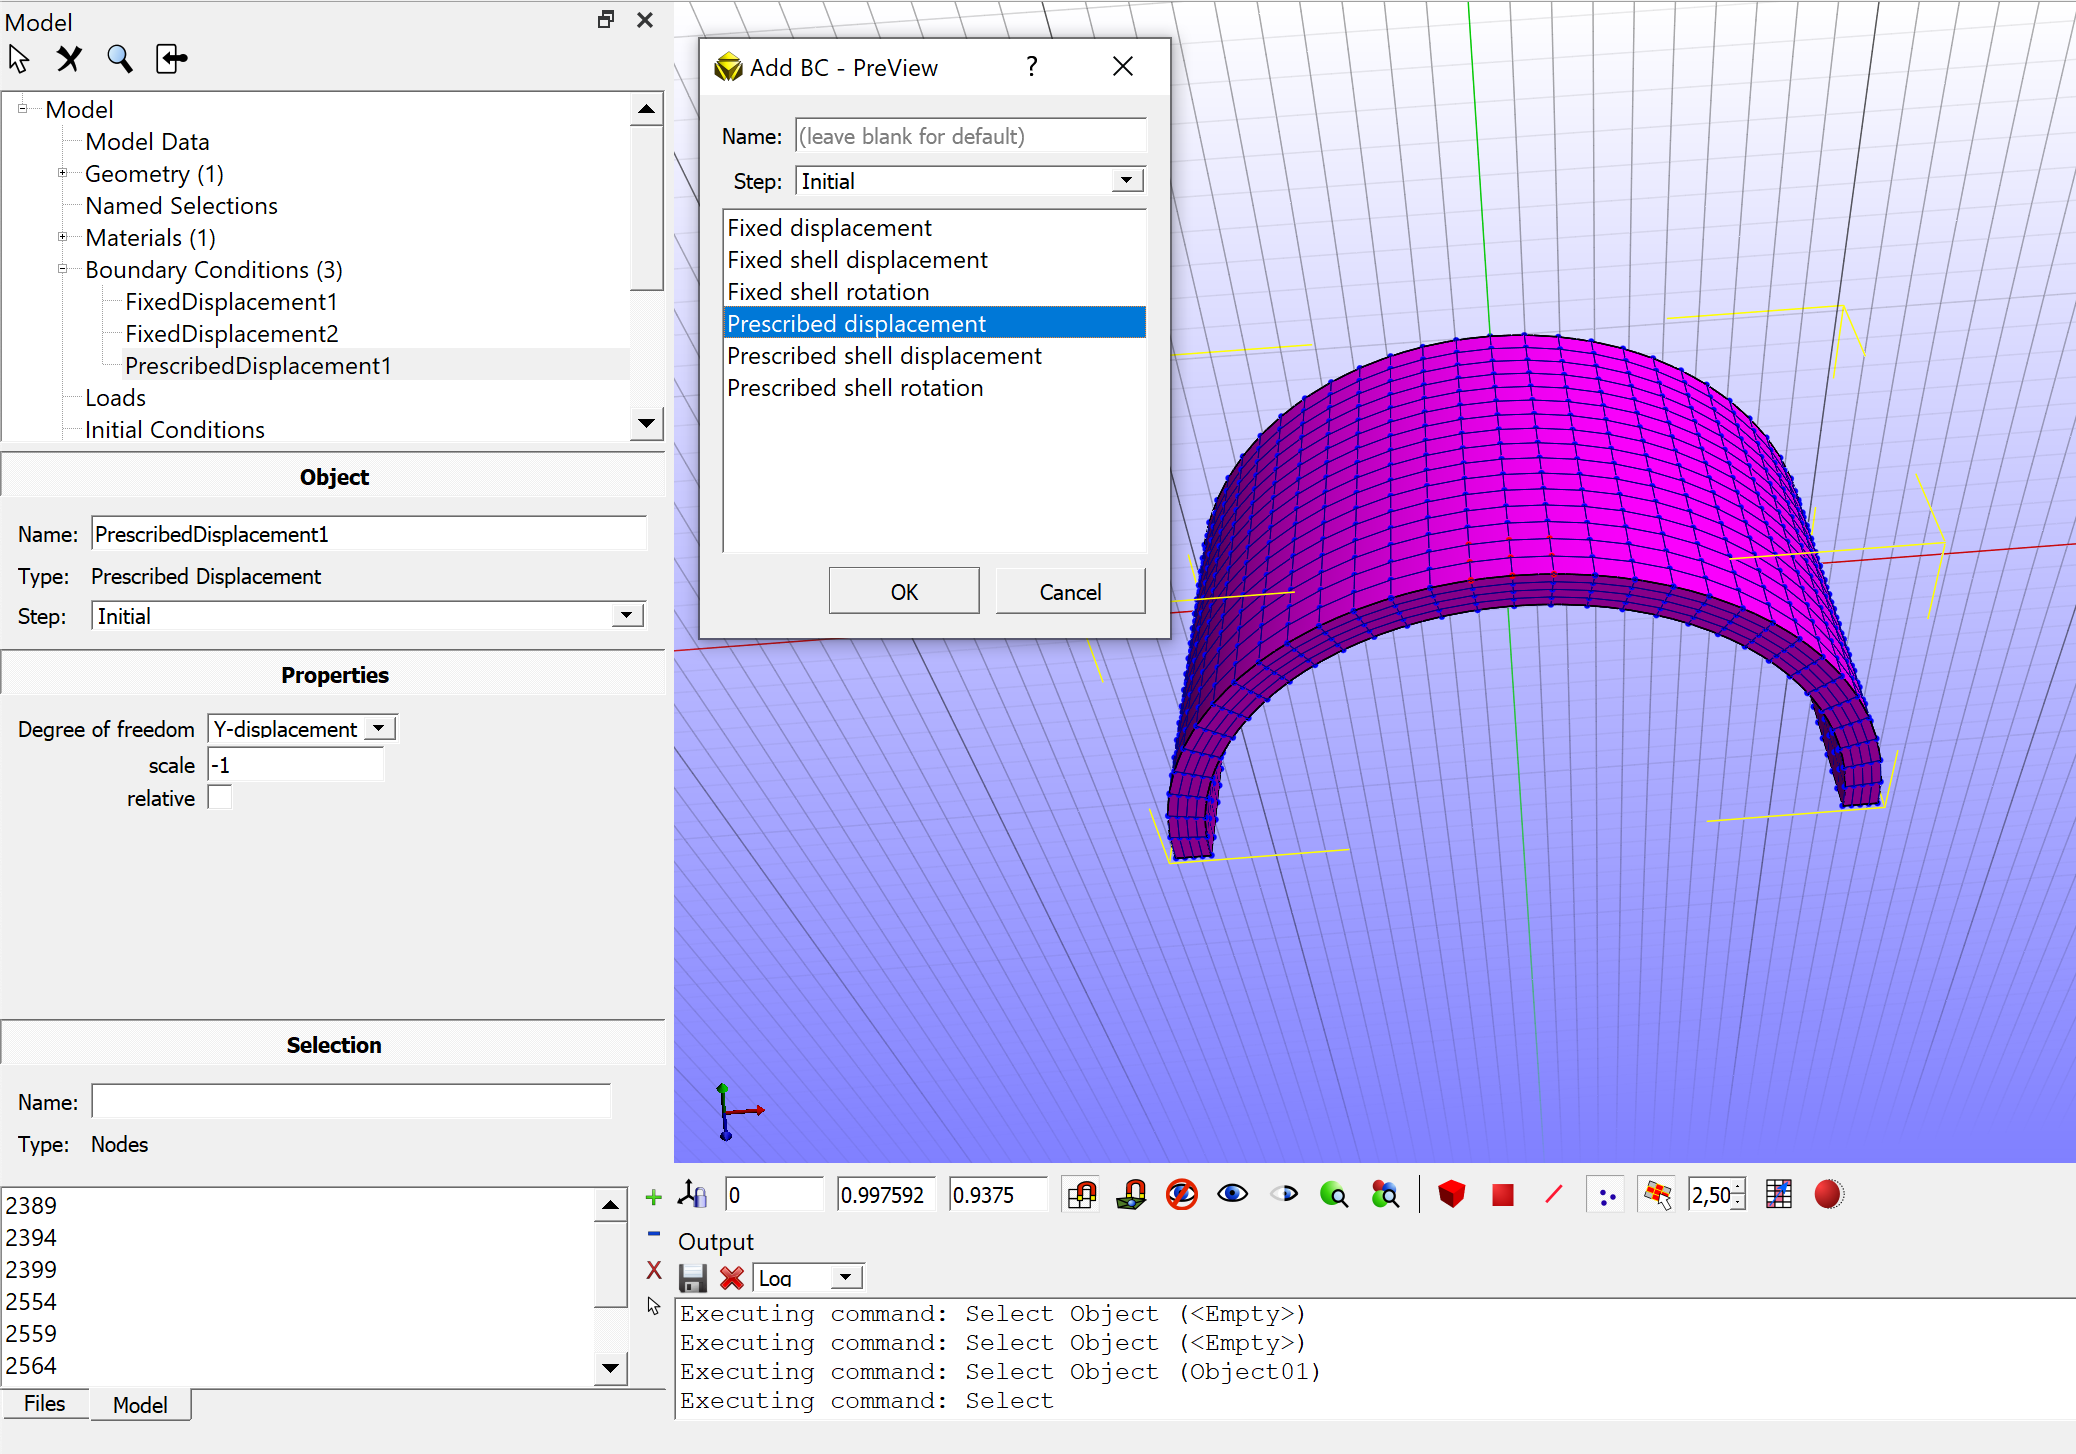 Model
Model
Model Data
Geometry (1)
Named Selections
Materials (1)
Boundary Conditions (3)
FixedDisplacement1
FixedDisplacement2
PrescribedDisplacement1
Loads
Initial Conditions
Object
Name: PrescribedDisplacement1
Type: Prescribed Displacement
Step: Initial
Properties
Degree of freedom Y-displacement
scale -1
relative
Selection
Name:
Type: Nodes
2389
2394
2399
2554
2559
2564
Files Model
Add BC - PreView ?
Name: (leave blank for default)
Step: Initial
Fixed displacement
Fixed shell displacement
Fixed shell rotation
Prescribed displacement
Prescribed shell displacement
Prescribed shell rotation
OK Cancel
0 0.997592 0.9375 2,50
Output
Log
Executing command: Select Object (<Empty>)
Executing command: Select Object (<Empty>)
Executing command: Select Object (Object01)
Executing command: Select